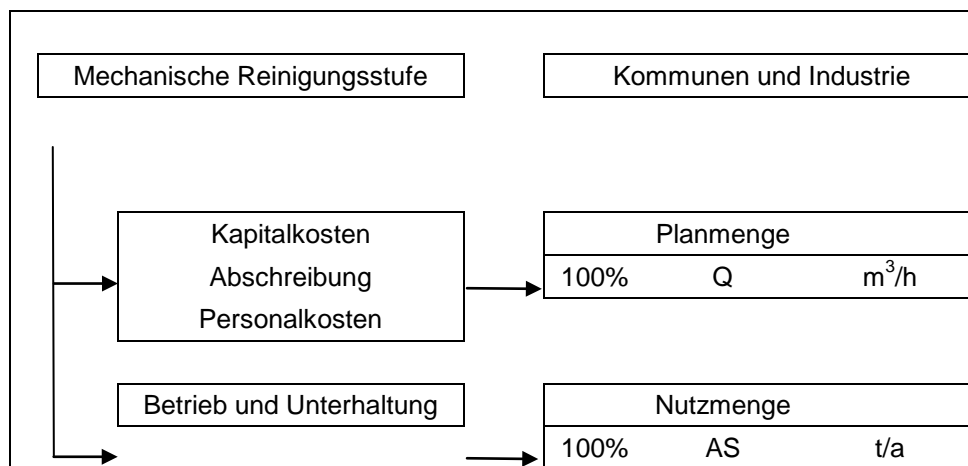 Mechanische Reinigungsstufe
Kommunen und Industrie
Kapitalkosten
Abschreibung
Personalkosten
Planmenge
100% Q m³/h
Betrieb und Unterhaltung
Nutzmenge
100% AS t/a